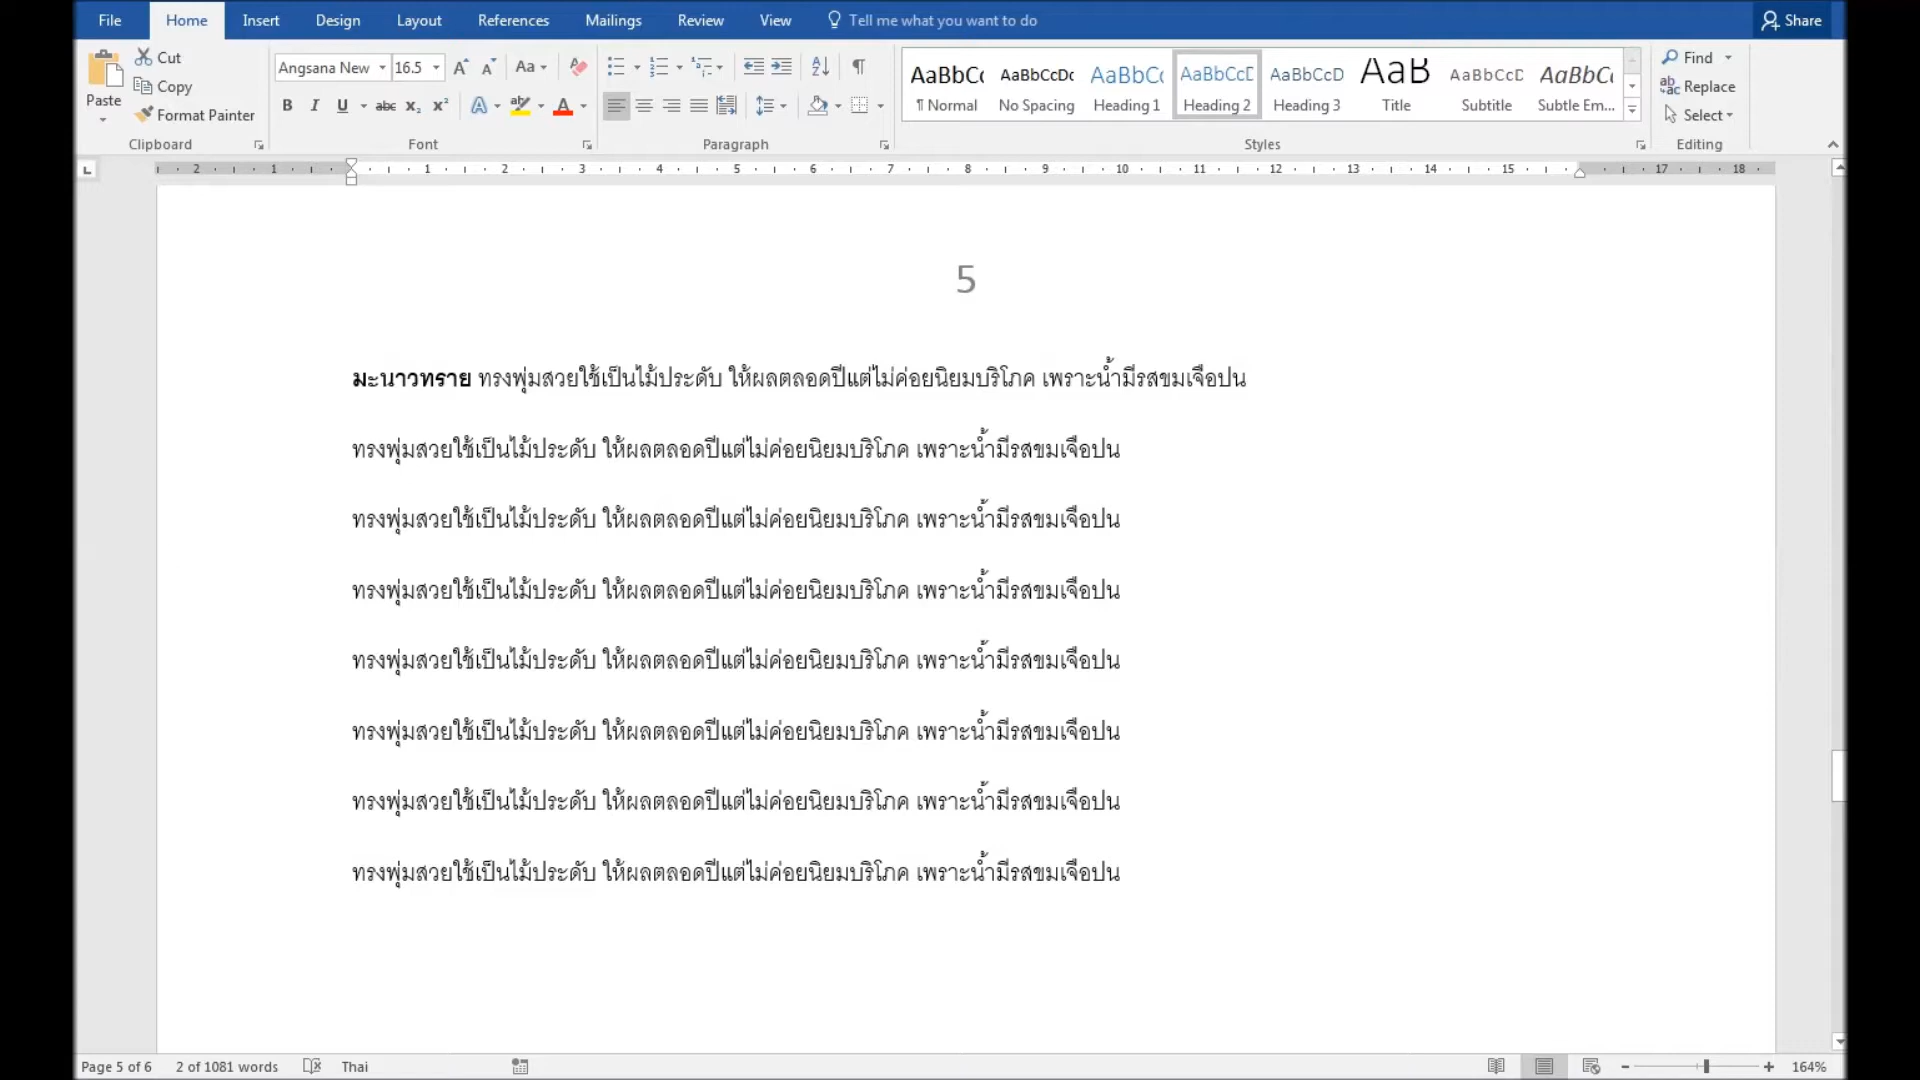 File Home Insert Design Layout References Mailings Review View Tell me what you want to do Share
Cut
Copy
Format Painter
Paste
Clipboard
Angsana New 16.5 Aa
B I U abc X₂ X² A A
Font
Paragraph
AaBbCc AaBbCcDc AaBbCc AaBbCcD AaBbCcD AaB AaBbCcD AaBbCc
¶ Normal No Spacing Heading 1 Heading 2 Heading 3 Title Subtitle Subtle Em...
Styles
Find
Replace
Select
Editing
2 1 1 2 3 4 5 6 7 8 9 10 11 12 13 14 15 17 18
5
มะนาวทราย ทรงพุ่มสวยใช้เป็นไม้ประดับ ให้ผลตลอดปีแต่ไม่ค่อยนิยมบริโภค เพราะน้ำมีรสขมเจือปน
ทรงพุ่มสวยใช้เป็นไม้ประดับ ให้ผลตลอดปีแต่ไม่ค่อยนิยมบริโภค เพราะน้ำมีรสขมเจือปน
ทรงพุ่มสวยใช้เป็นไม้ประดับ ให้ผลตลอดปีแต่ไม่ค่อยนิยมบริโภค เพราะน้ำมีรสขมเจือปน
ทรงพุ่มสวยใช้เป็นไม้ประดับ ให้ผลตลอดปีแต่ไม่ค่อยนิยมบริโภค เพราะน้ำมีรสขมเจือปน
ทรงพุ่มสวยใช้เป็นไม้ประดับ ให้ผลตลอดปีแต่ไม่ค่อยนิยมบริโภค เพราะน้ำมีรสขมเจือปน
ทรงพุ่มสวยใช้เป็นไม้ประดับ ให้ผลตลอดปีแต่ไม่ค่อยนิยมบริโภค เพราะน้ำมีรสขมเจือปน
ทรงพุ่มสวยใช้เป็นไม้ประดับ ให้ผลตลอดปีแต่ไม่ค่อยนิยมบริโภค เพราะน้ำมีรสขมเจือปน
ทรงพุ่มสวยใช้เป็นไม้ประดับ ให้ผลตลอดปีแต่ไม่ค่อยนิยมบริโภค เพราะน้ำมีรสขมเจือปน
Page 5 of 6 2 of 1081 words Thai 164%